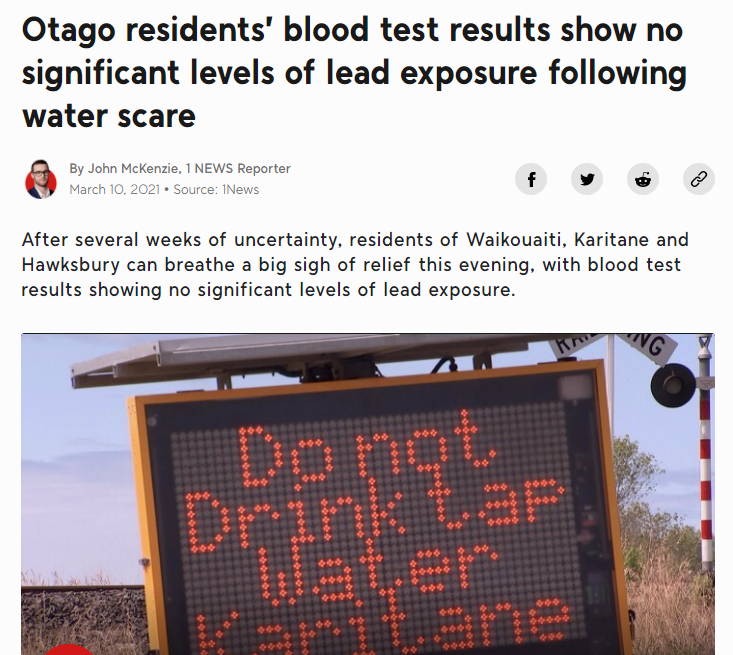 Otago residents' blood test results show no
significant levels of lead exposure following
water scare
By John McKenzie, 1 NEWS Reporter
March 10, 2021 • Source: 1News
After several weeks of uncertainty, residents of Waikouaiti, Karitane and
Hawksbury can breathe a big sigh of relief this evening, with blood test
results showing no significant levels of lead exposure.
Do not
Drink tap
Water
Karitane